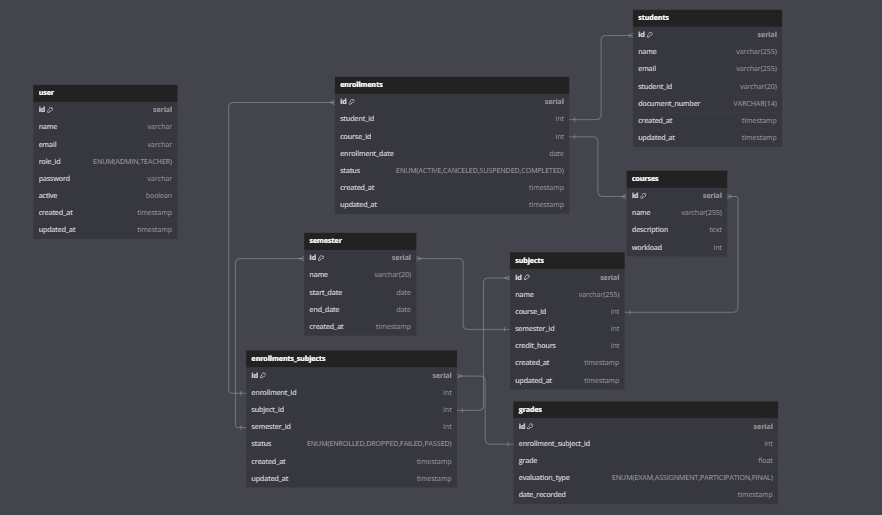 students
id serial
name varchar(255)
email varchar(255)
student_id varchar(20)
document_number VARCHAR(14)
created_at timestamp
updated_at timestamp
user
id serial
name varchar
email varchar
role_id ENUM(ADMIN,TEACHER)
password varchar
active boolean
created_at timestamp
updated_at timestamp
enrollments
id serial
student_id int
course_id int
enrollment_date date
status ENUM(ACTIVE,CANCELED,SUSPENDED,COMPLETED)
created_at timestamp
updated_at timestamp
courses
id serial
name varchar(255)
description text
workload int
semester
id serial
name varchar(20)
start_date date
end_date date
created_at timestamp
subjects
id serial
name varchar(255)
course_id int
semester_id int
credit_hours int
created_at timestamp
updated_at timestamp
enrollments_subjects
id serial
enrollment_id int
subject_id int
semester_id int
status ENUM(ENROLLED,DROPPED,FAILED,PASSED)
created_at timestamp
updated_at timestamp
grades
id serial
enrollment_subject_id int
grade float
evaluation_type ENUM(EXAM,ASSIGNMENT,PARTICIPATION,FINAL)
date_recorded timestamp